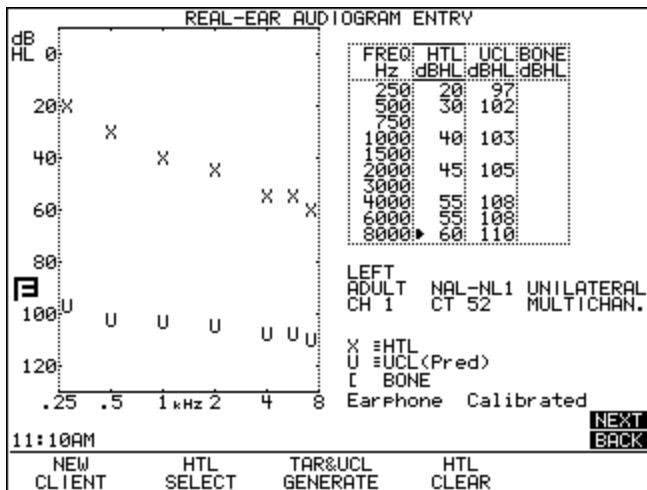 REAL-EAR AUDIOGRAM ENTRY
dB
HL 0
20
40
60
80
100
120
.25 .5 1 kHz 2 4 8
FREQ HTL UCL BONE
Hz dBHL dBHL dBHL
250 20 97
500 30 102
750
1000 40 103
1500
2000 45 105
3000
4000 55 108
6000 55 108
8000 60 110
LEFT
ADULT NAL-NL1 UNILATERAL
CH 1 CT 52 MULTICHAN.
X =HTL
U =UCL(Pred)
[ BONE
Earphone Calibrated
NEXT
11:10AM BACK
NEW HTL TAR&UCL HTL
CLIENT SELECT GENERATE CLEAR